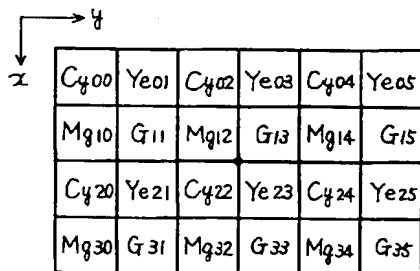 y
x
Cy00 Ye01 Cy02 Ye03 Cy04 Ye05
Mg10 G11 Mg12 G13 Mg14 G15
Cy20 Ye21 Cy22 Ye23 Cy24 Ye25
Mg30 G31 Mg32 G33 Mg34 G35